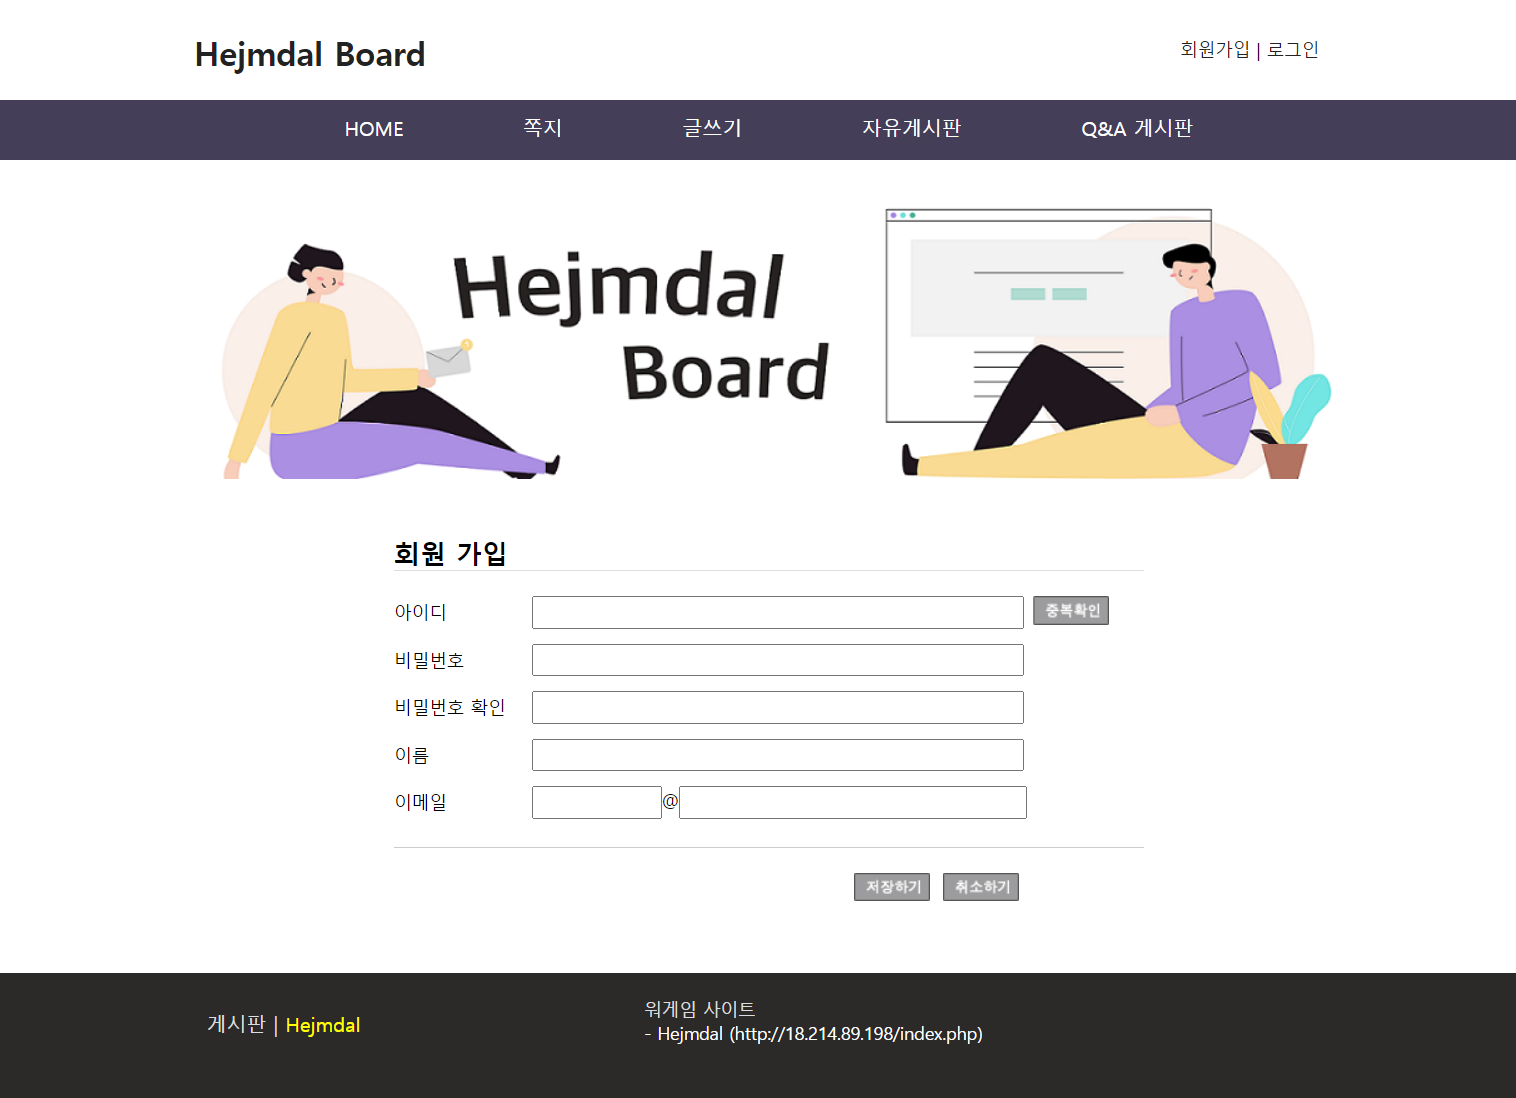 Hejmdal Board
회원가입 | 로그인
HOME 쪽지 글쓰기 자유게시판 Q&A 게시판
Hejmdal
Board
회원 가입
아이디 중복확인
비밀번호
비밀번호 확인
이름
이메일 @
저장하기 취소하기
게시판 | Hejmdal
워게임 사이트
- Hejmdal (http://18.214.89.198/index.php)